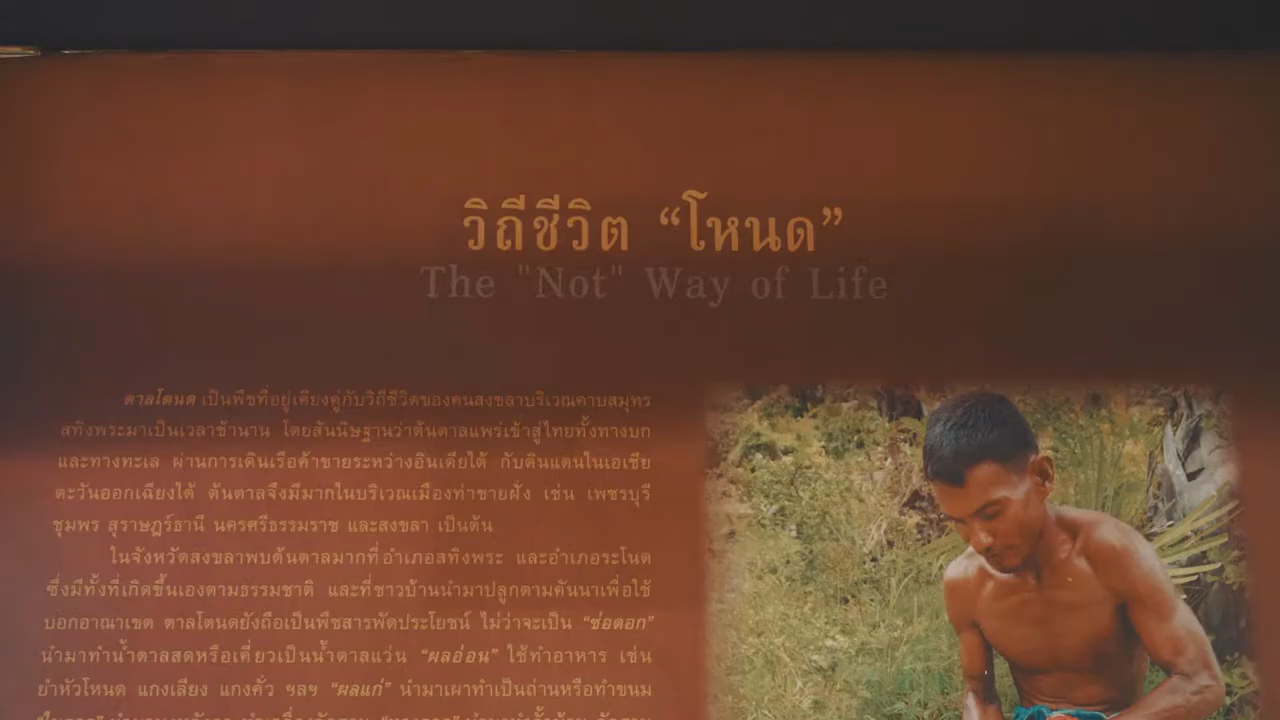 วิถีชีวิต “โหนด”
The "Not" Way of Life
ตาลโตนด เป็นพืชที่อยู่เคียงคู่กับวิถีชีวิตของคนสงขลาบริเวณคาบสมุทร
สทิงพระมาเป็นเวลาช้านาน โดยสันนิษฐานว่าต้นตาลแพร่เข้าสู่ไทยทั้งทางบก
และทางทะเล ผ่านการเดินเรือค้าขายระหว่างอินเดียใต้ กับดินแดนในเอเชีย
ตะวันออกเฉียงใต้ ต้นตาลจึงมีมากในบริเวณเมืองท่าชายฝั่ง เช่น เพชรบุรี
ชุมพร สุราษฎร์ธานี นครศรีธรรมราช และสงขลา เป็นต้น
ในจังหวัดสงขลาพบต้นตาลมากที่อำเภอสทิงพระ และอำเภอระโนด
ซึ่งมีทั้งที่เกิดขึ้นเองตามธรรมชาติ และที่ชาวบ้านนำมาปลูกตามคันนาเพื่อใช้
บอกอาณาเขต ตาลโตนดยังถือเป็นพืชสารพัดประโยชน์ ไม่ว่าจะเป็น “ช่อดอก”
นำมาทำน้ำตาลสดหรือเคี่ยวเป็นน้ำตาลแว่น “ผลอ่อน” ใช้ทำอาหาร เช่น
ยำหัวโหนด แกงเลียง แกงคั่ว ฯลฯ “ผลแก่” นำมาเผาทำเป็นถ่านหรือทำขนม